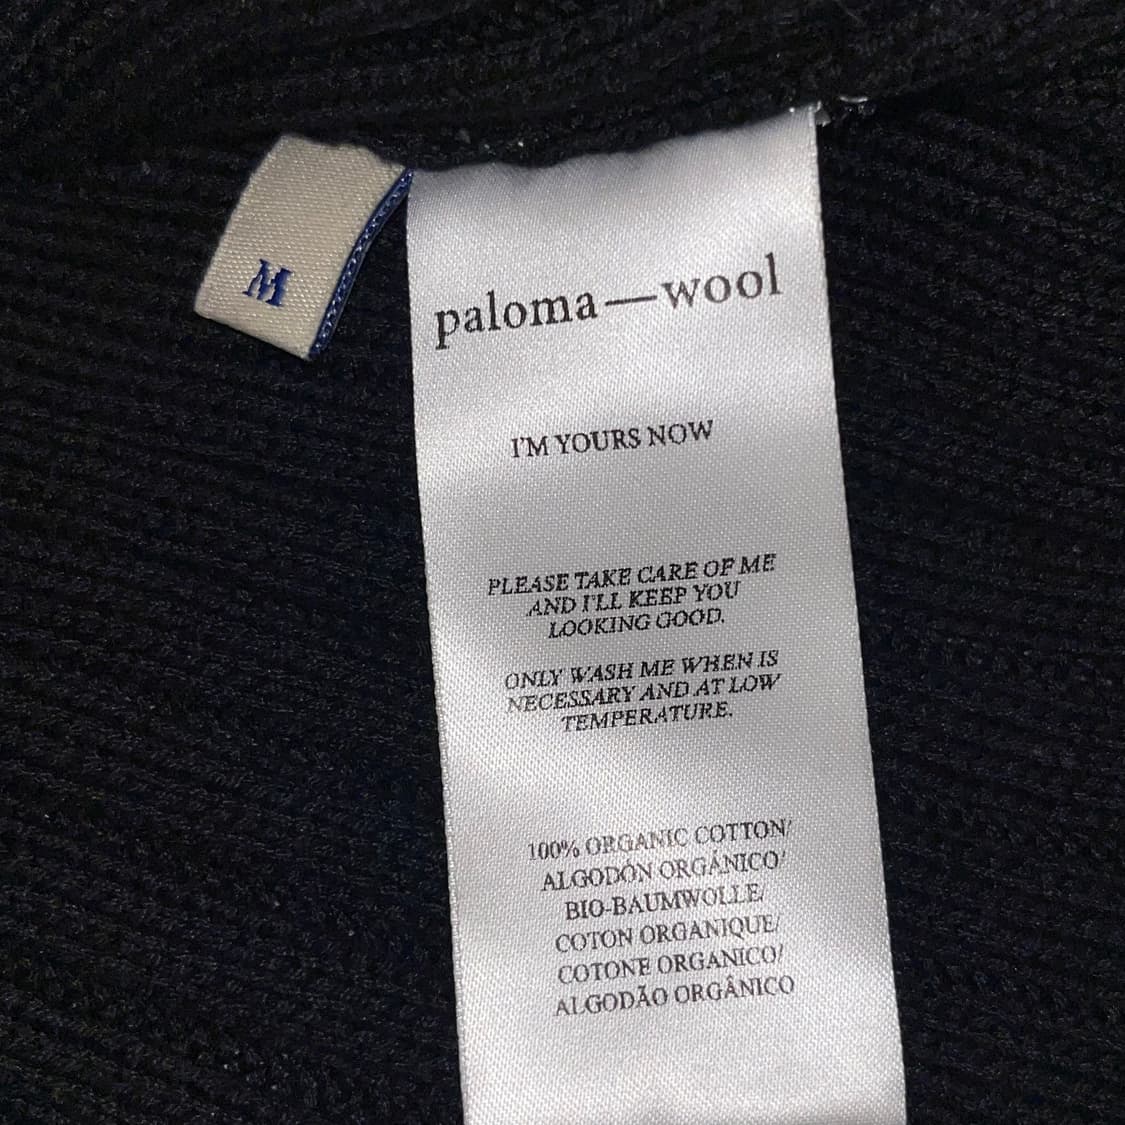 M
paloma—wool
I'M YOURS NOW
PLEASE TAKE CARE OF ME
AND I'LL KEEP YOU
LOOKING GOOD.
ONLY WASH ME WHEN IS
NECESSARY AND AT LOW
TEMPERATURE.
100% ORGANIC COTTON/
ALGODÓN ORGÁNICO/
BIO-BAUMWOLLE/
COTON ORGANIQUE/
COTONE ORGANICO/
ALGODÃO ORGÂNICO